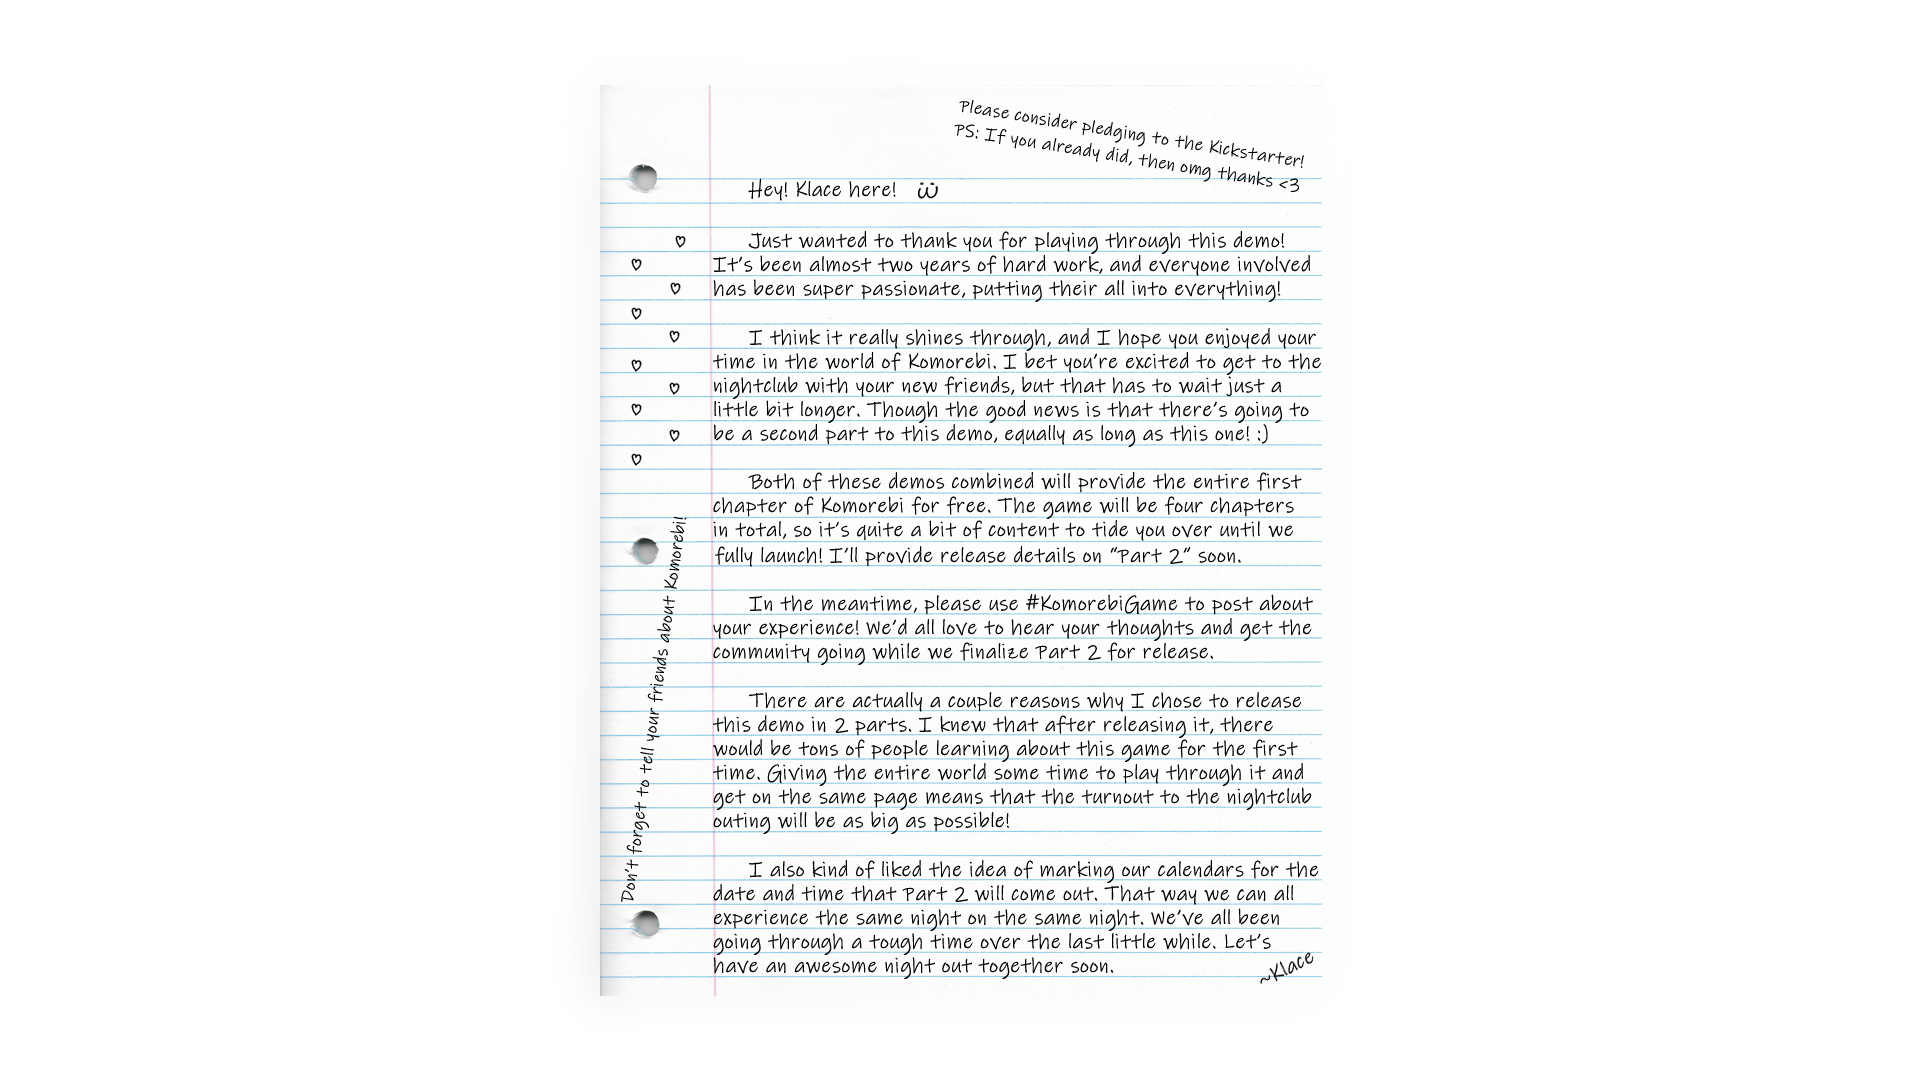 Please consider pledging to the Kickstarter!
PS: If you already did, then omg thanks <3
Hey! Klace here!
Just wanted to thank you for playing through this demo!
It's been almost two years of hard work, and everyone involved
has been super passionate, putting their all into everything!
I think it really shines through, and I hope you enjoyed your
time in the world of Komorebi. I bet you're excited to get to the
nightclub with your new friends, but that has to wait just a
little bit longer. Though the good news is that there's going to
be a second part to this demo, equally as long as this one! :)
Both of these demos combined will provide the entire first
chapter of Komorebi for free. The game will be four chapters
in total, so it's quite a bit of content to tide you over until we
fully launch! I'll provide release details on "Part 2" soon.
In the meantime, please use #KomorebiGame to post about
your experience! We'd all love to hear your thoughts and get the
community going while we finalize Part 2 for release.
There are actually a couple reasons why I chose to release
this demo in 2 parts. I knew that after releasing it, there
would be tons of people learning about this game for the first
time. Giving the entire world some time to play through it and
get on the same page means that the turnout to the nightclub
outing will be as big as possible!
I also kind of liked the idea of marking our calendars for the
date and time that Part 2 will come out. That way we can all
experience the same night on the same night. We've all been
going through a tough time over the last little while. Let's
have an awesome night out together soon.
~Klace
Don't forget to tell your friends about Komorebi!